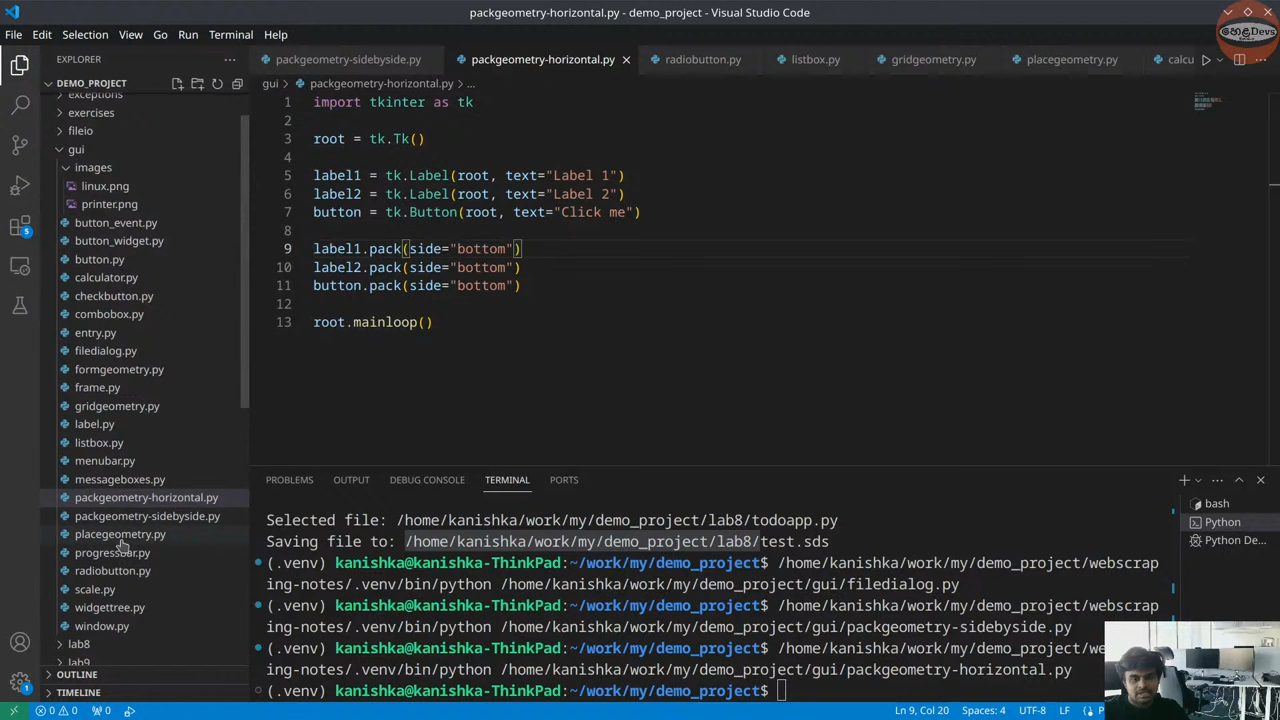 packgeometry-horizontal.py - demo_project - Visual Studio Code
File Edit Selection View Go Run Terminal Help
EXPLORER
packgeometry-sidebyside.py packgeometry-horizontal.py radiobutton.py listbox.py gridgeometry.py placegeometry.py calcu
DEMO_PROJECT
gui > packgeometry-horizontal.py > ...
exceptions
exercises
fileio
gui
images
linux.png
printer.png
button_event.py
button_widget.py
button.py
calculator.py
checkbutton.py
combobox.py
entry.py
filedialog.py
formgeometry.py
frame.py
gridgeometry.py
label.py
listbox.py
menubar.py
messageboxes.py
packgeometry-horizontal.py
packgeometry-sidebyside.py
placegeometry.py
progressbar.py
radiobutton.py
scale.py
widgettree.py
window.py
lab8
lab9
OUTLINE
TIMELINE
5
1
1 import tkinter as tk
2
3 root = tk.Tk()
4
5 label1 = tk.Label(root, text="Label 1")
6 label2 = tk.Label(root, text="Label 2")
7 button = tk.Button(root, text="Click me")
8
9 label1.pack(side="bottom")
10 label2.pack(side="bottom")
11 button.pack(side="bottom")
12
13 root.mainloop()
PROBLEMS OUTPUT DEBUG CONSOLE TERMINAL PORTS
Selected file: /home/kanishka/work/my/demo_project/lab8/todoapp.py
Saving file to: /home/kanishka/work/my/demo_project/lab8/test.sds
(.venv) kanishka@kanishka-ThinkPad:~/work/my/demo_project$ /home/kanishka/work/my/demo_project/webscrap
ing-notes/.venv/bin/python /home/kanishka/work/my/demo_project/gui/filedialog.py
(.venv) kanishka@kanishka-ThinkPad:~/work/my/demo_project$ /home/kanishka/work/my/demo_project/webscrap
ing-notes/.venv/bin/python /home/kanishka/work/my/demo_project/gui/packgeometry-sidebyside.py
(.venv) kanishka@kanishka-ThinkPad:~/work/my/demo_project$ /home/kanishka/work/my/demo_project/we
ing-notes/.venv/bin/python /home/kanishka/work/my/demo_project/gui/packgeometry-horizontal.py
(.venv) kanishka@kanishka-ThinkPad:~/work/my/demo_project$
bash
Python
Python De...
0 0 0 Ln 9, Col 20 Spaces: 4 UTF-8 LF P